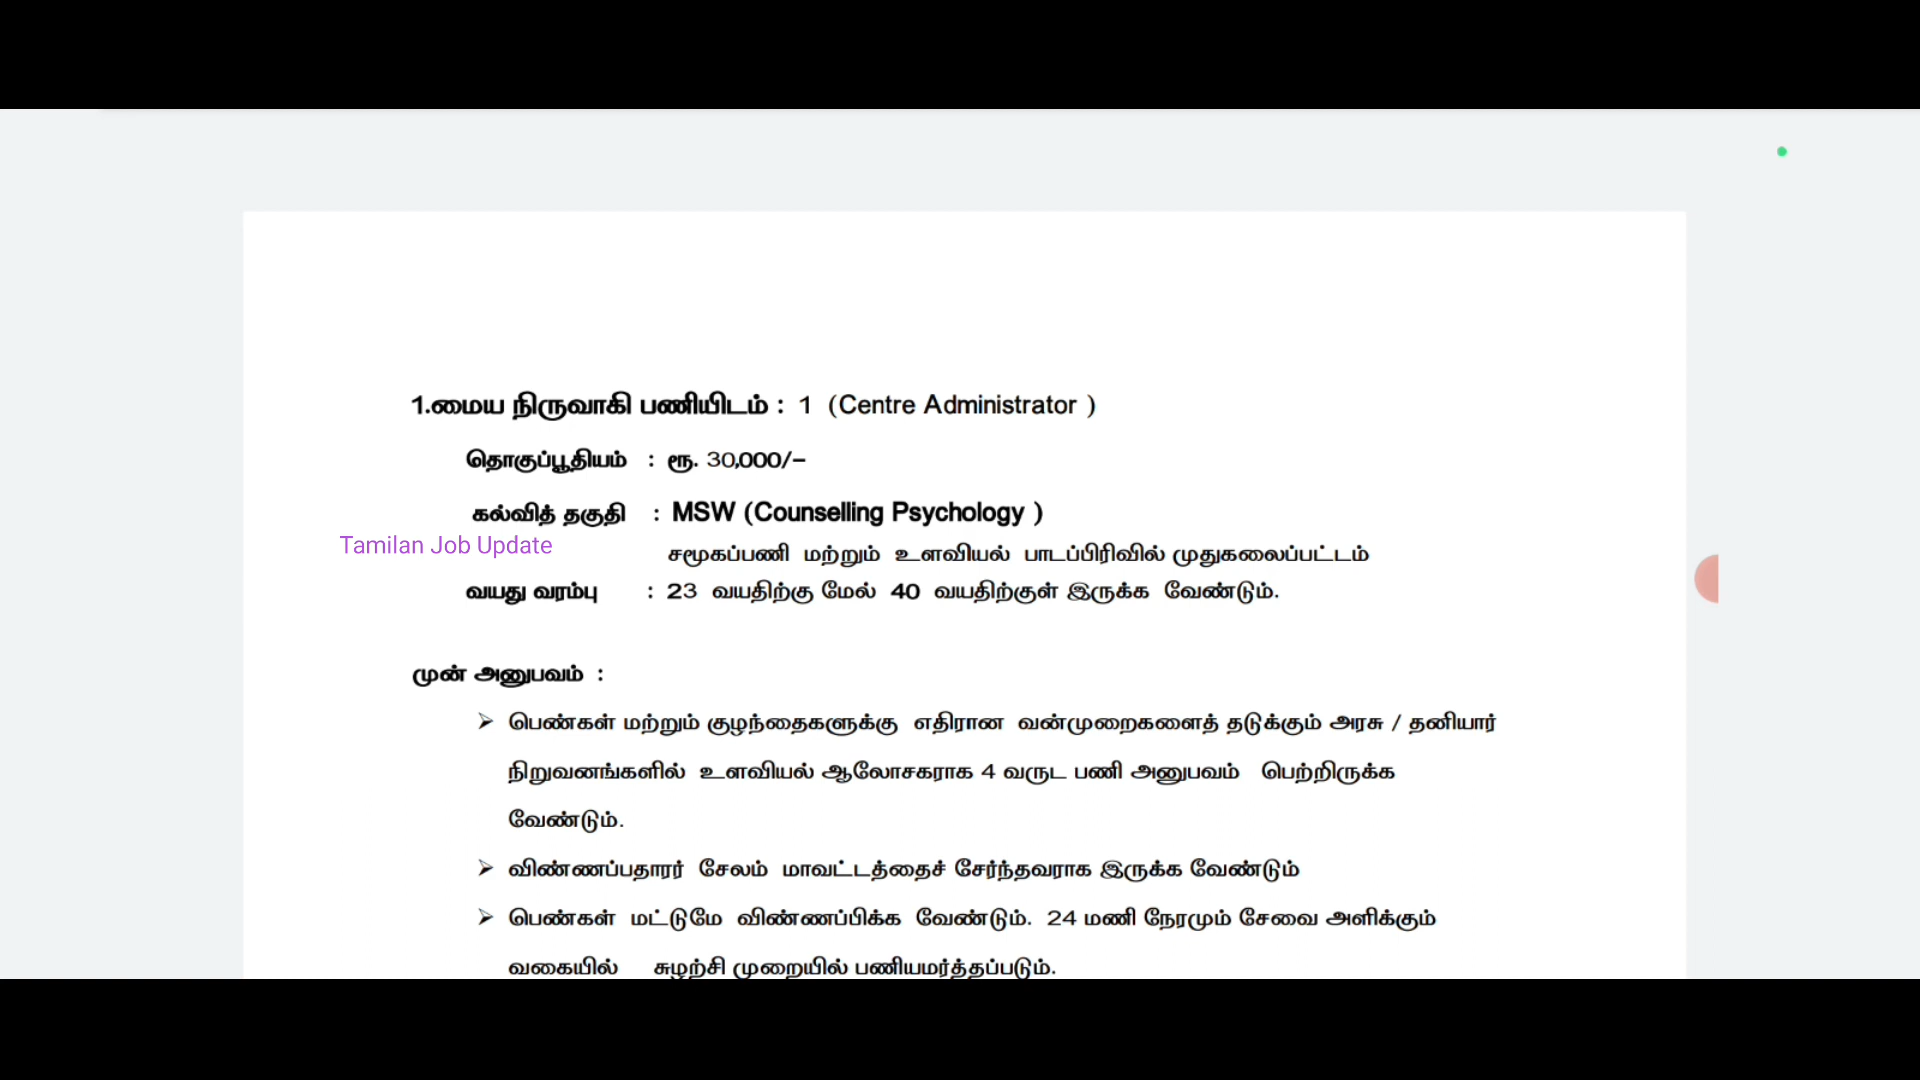 1.மைய நிருவாகி பணியிடம் : 1 (Centre Administrator )
தொகுப்பூதியம் : ரூ. 30,000/–
கல்வித் தகுதி : MSW (Counselling Psychology )
Tamilan Job Update
சமூகப்பணி மற்றும் உளவியல் பாடப்பிரிவில் முதுகலைப்பட்டம்
வயது வரம்பு : 23 வயதிற்கு மேல் 40 வயதிற்குள் இருக்க வேண்டும்.
முன் அனுபவம் :
➢ பெண்கள் மற்றும் குழந்தைகளுக்கு எதிரான வன்முறைகளைத் தடுக்கும் அரசு / தனியார்
நிறுவனங்களில் உளவியல் ஆலோசகராக 4 வருட பணி அனுபவம் பெற்றிருக்க
வேண்டும்.
➢ விண்ணப்பதாரர் சேலம் மாவட்டத்தைச் சேர்ந்தவராக இருக்க வேண்டும்
➢ பெண்கள் மட்டுமே விண்ணப்பிக்க வேண்டும். 24 மணி நேரமும் சேவை அளிக்கும்
வகையில் சுழற்சி முறையில் பணியமர்த்தப்படும்.